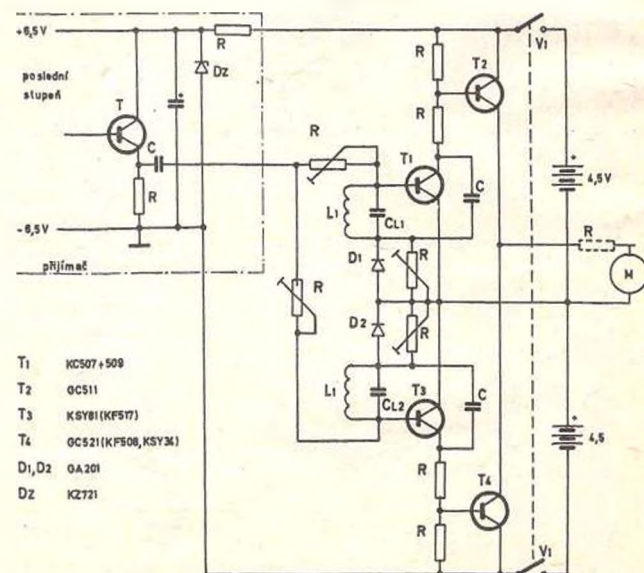 +6,5V
R
DZ
poslední
stupeň
T
C
R
-6,5V
přijímač
R
T2
V1
R
R
T1
C
L1
CL1
4,5V
D1
R
R
R
M
R
D2
L1
CL2
T3
C
4,5
R
T4
R
V1
T1 KC507÷509
T2 GC511
T3 KSY81(KF517)
T4 GC521(KF508,KSY34)
D1,D2 GA201
DZ KZ721